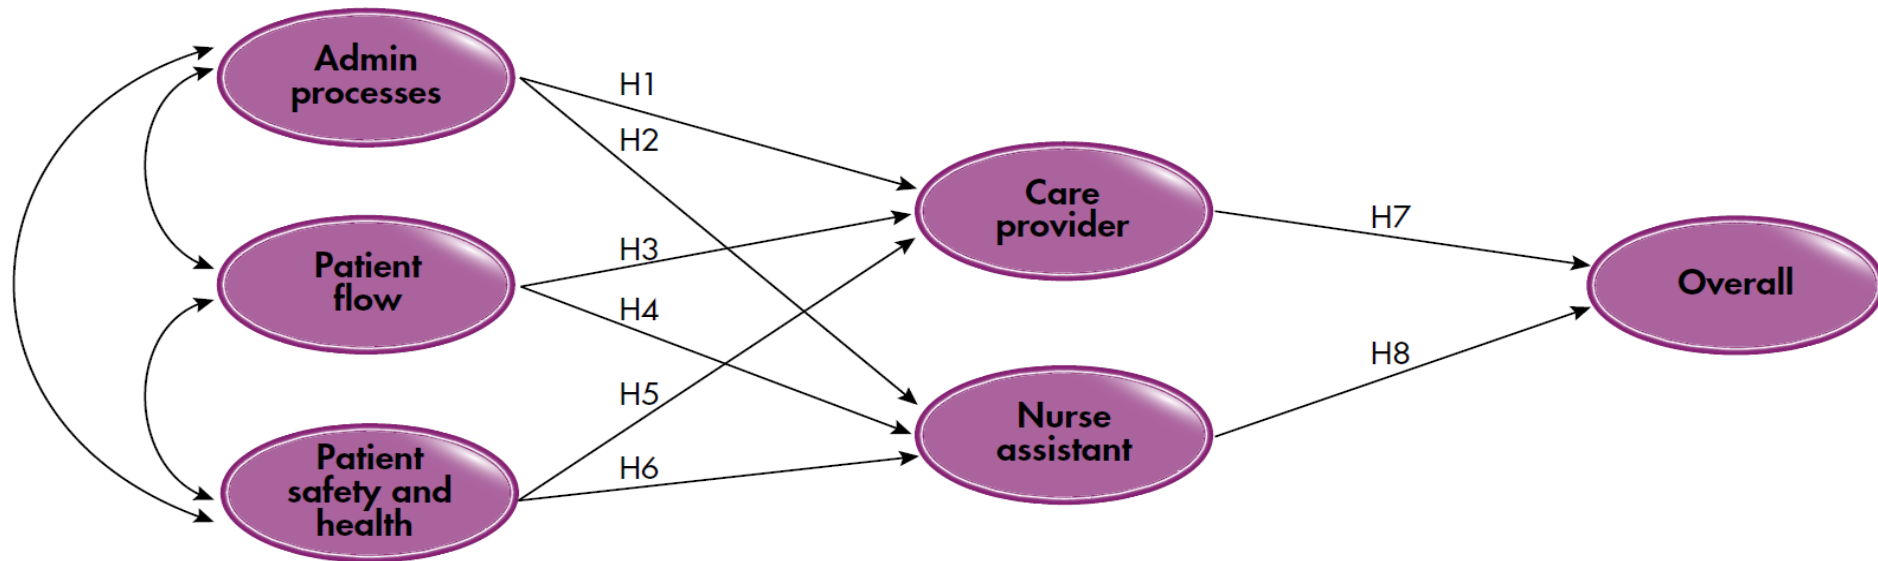 Admin
processes
H1
H2
Care
provider
H7
Patient
flow
H3
H4
Overall
H5
H8
Nurse
assistant
Patient
safety and
health
H6